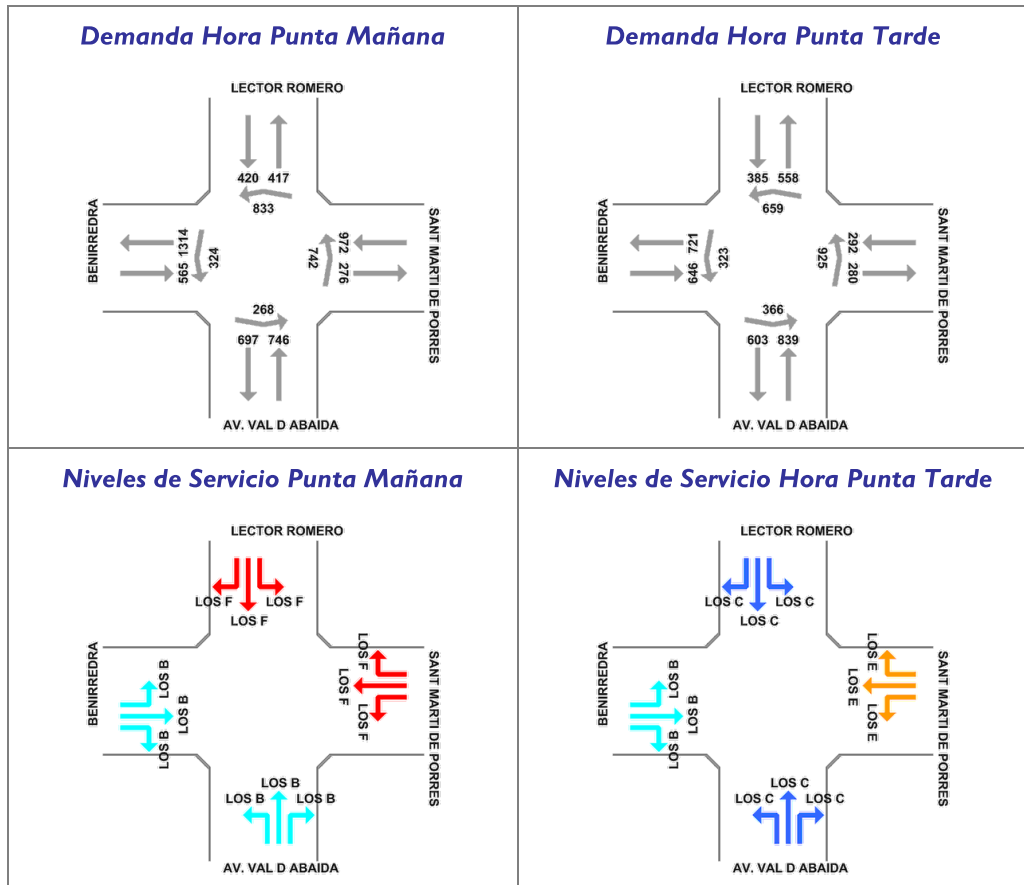 Demanda Hora Punta Mañana
LECTOR ROMERO
420 417
833
BENIRREDRA
565 1314
324
742
972
276
SANT MARTI DE PORRES
268
697 746
AV. VAL D ABAIDA
Demanda Hora Punta Tarde
LECTOR ROMERO
385 558
659
BENIRREDRA
646 721
323
526
292
280
SANT MARTI DE PORRES
366
603 839
AV. VAL D ABAIDA
Niveles de Servicio Punta Mañana
LECTOR ROMERO
LOS F LOS F
LOS F
BENIRREDRA
LOS B
LOS B
LOS B
LOS F
LOS F
LOS F
SANT MARTI DE PORRES
LOS B
LOS B LOS B
AV. VAL D ABAIDA
Niveles de Servicio Hora Punta Tarde
LECTOR ROMERO
LOS C LOS C
LOS C
BENIRREDRA
LOS B
LOS B
LOS B
LOS E
LOS E
LOS E
SANT MARTI DE PORRES
LOS C
LOS C LOS C
AV. VAL D ABAIDA